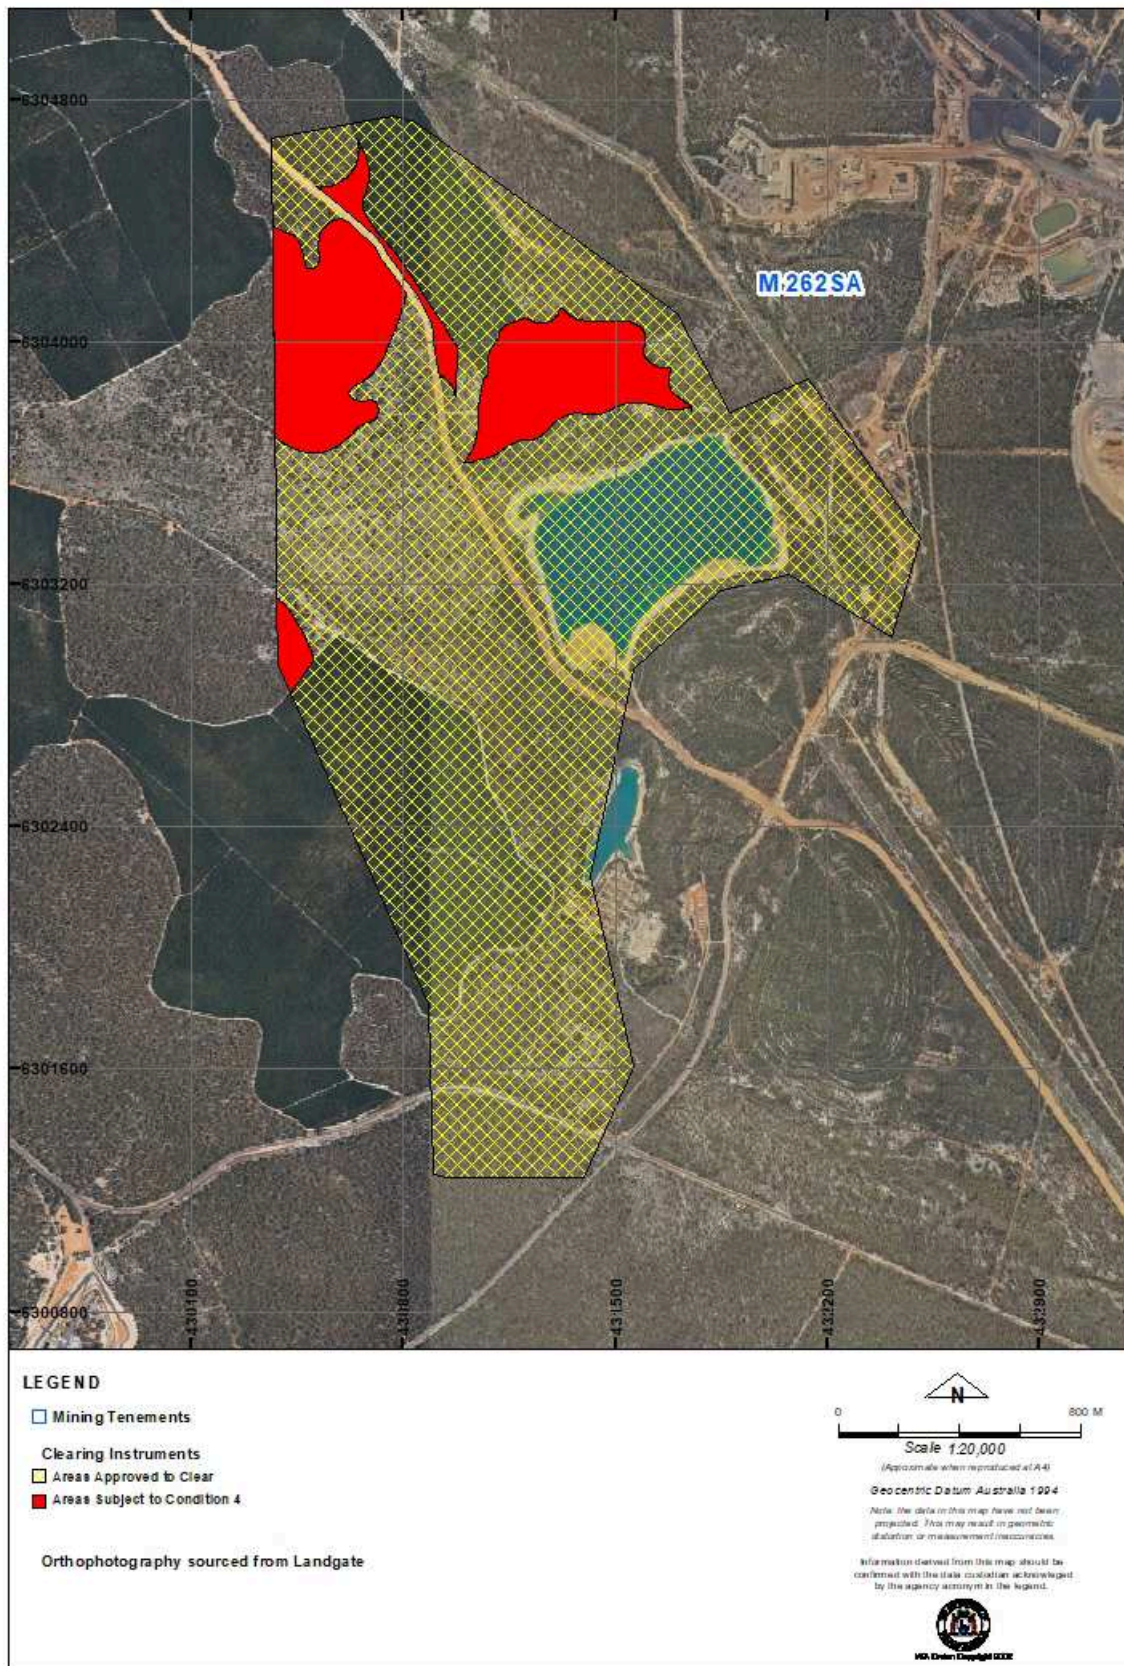 6304800
M 262SA
6304000
6303200
6302400
6301600
6300800
430100
430800
431500
432200
432900
LEGEND
Mining Tenements
Clearing Instruments
Areas Approved to Clear
Areas Subject to Condition 4
Orthophotography sourced from Landgate
N
0 800 M
Scale 1:20,000
(Approximate when reproduced at A4)
Geocentric Datum Australia 1994
Note: the data in this map have not been
projected. This may result in geometric
distortion or measurement inaccuracies.
Information derived from this map should be
confirmed with the data custodian acknowleged
by the agency acronym in the legend.
WA Crown Copyright